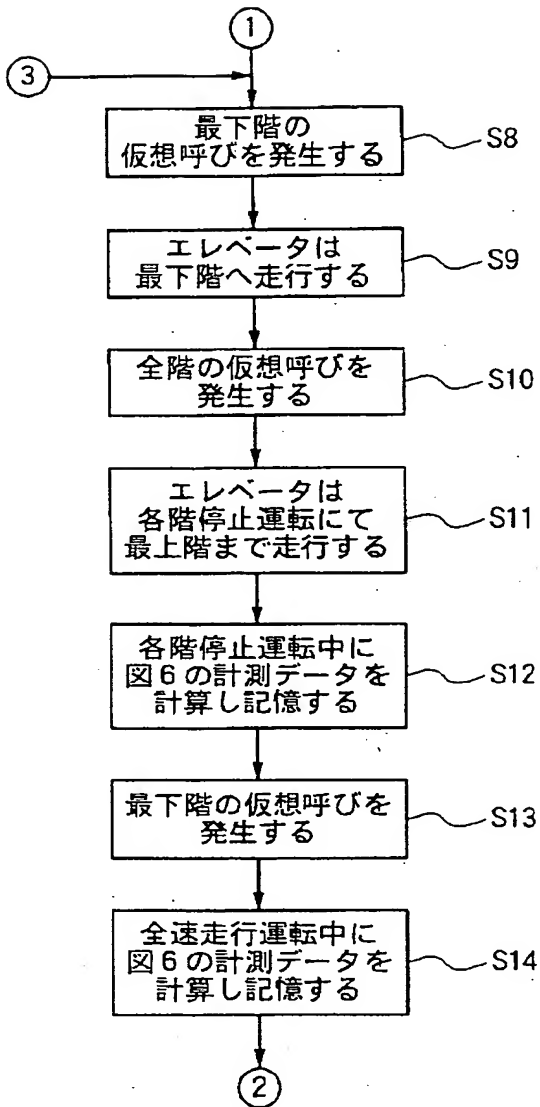 1
3
最下階の
仮想呼びを発生する
S8
エレベータは
最下階へ走行する
S9
全階の仮想呼びを
発生する
S10
エレベータは
各階停止運転にて
最上階まで走行する
S11
各階停止運転中に
図6の計測データを
計算し記憶する
S12
最下階の仮想呼びを
発生する
S13
全速走行運転中に
図6の計測データを
計算し記憶する
S14
2